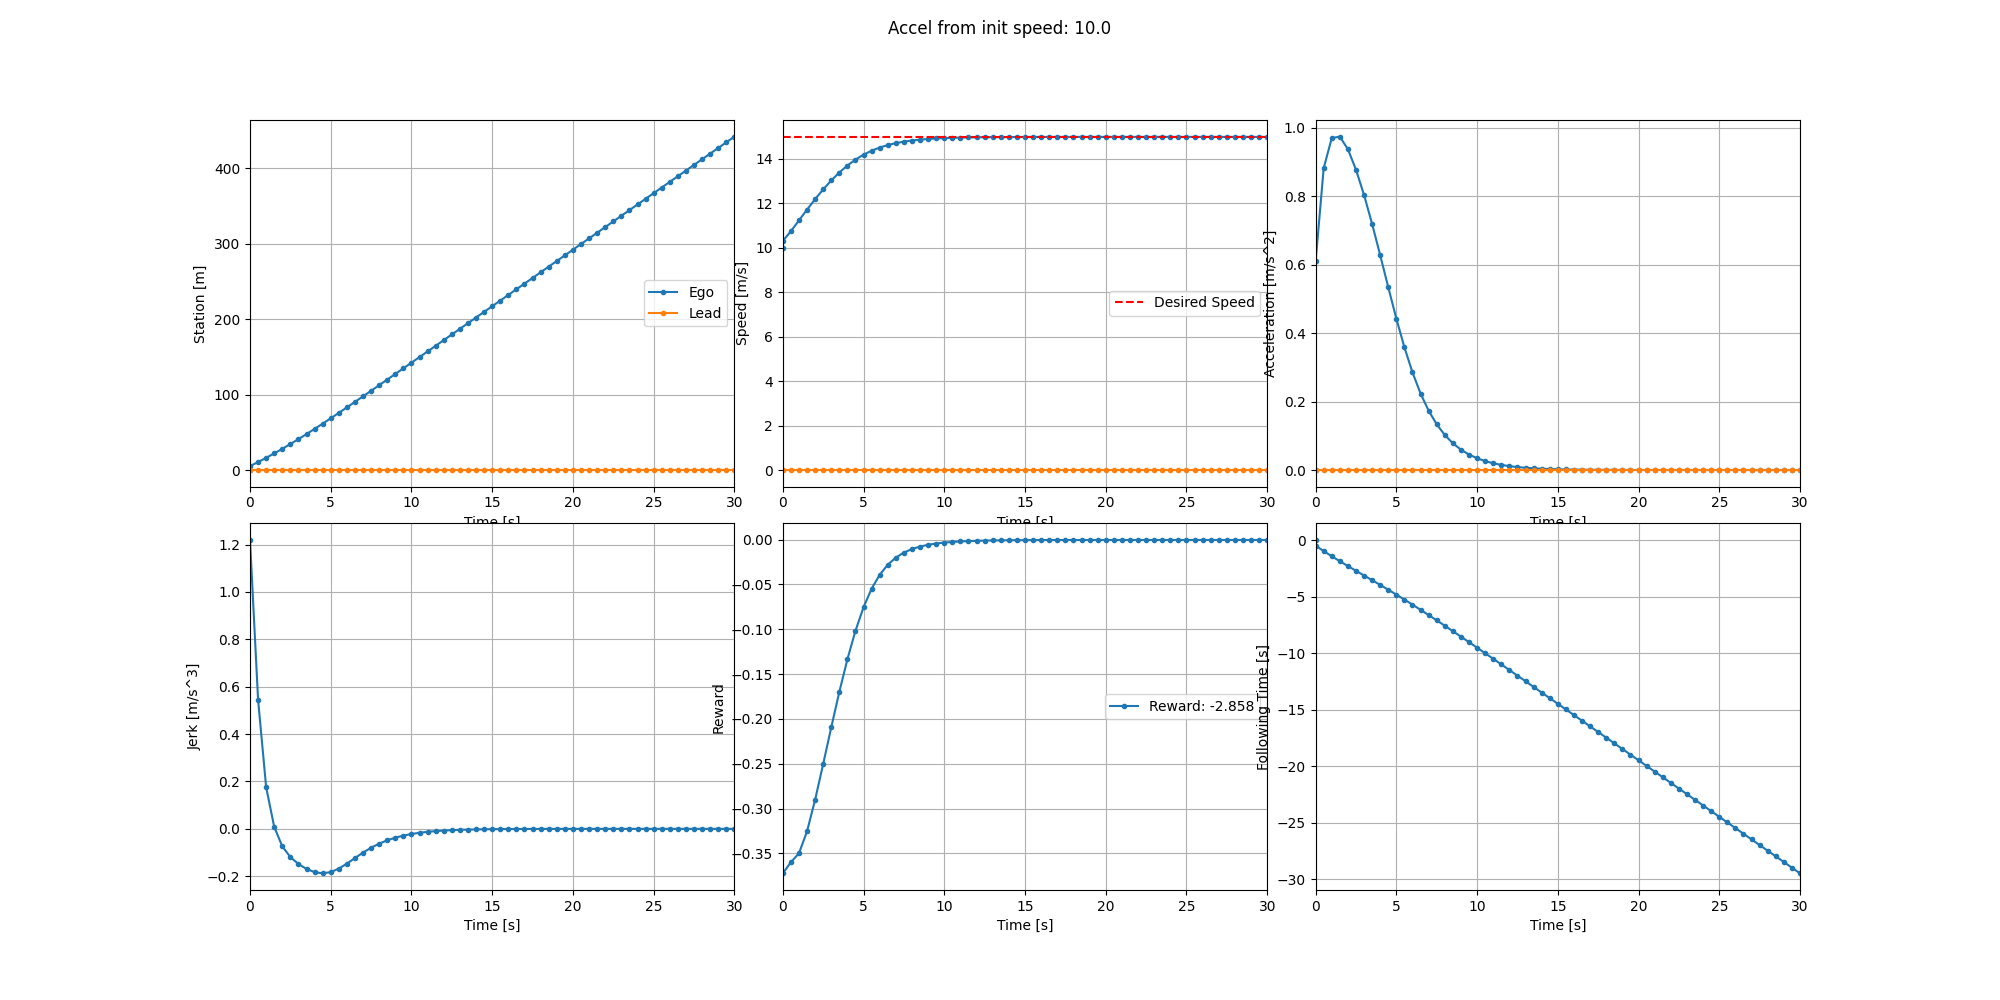 Accel from init speed: 10.0
Station [m]
400
300
200
100
0
0 5 10 15 20 25 30
Time [s]
Ego
Lead
Speed [m/s]
14
12
10
8
6
4
2
0
0 5 10 15 20 25 30
Time [s]
Desired Speed
Acceleration [m/s^2]
1.0
0.8
0.6
0.4
0.2
0.0
0 5 10 15 20 25 30
Time [s]
Jerk [m/s^3]
1.2
1.0
0.8
0.6
0.4
0.2
0.0
−0.2
0 5 10 15 20 25 30
Time [s]
Reward
0.00
−0.05
−0.10
−0.15
−0.20
−0.25
−0.30
−0.35
0 5 10 15 20 25 30
Time [s]
Reward: -2.858
Following Time [s]
0
−5
−10
−15
−20
−25
−30
0 5 10 15 20 25 30
Time [s]